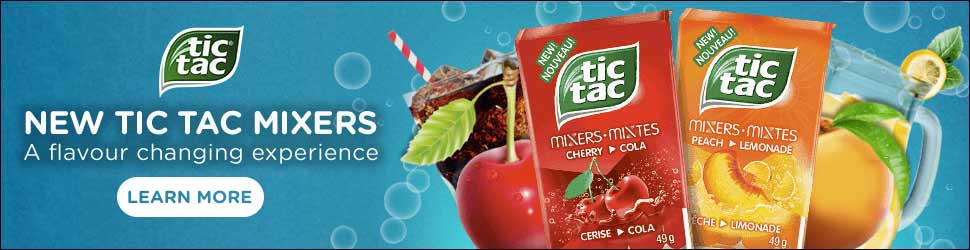 tic
tac
NEW TIC TAC MIXERS
A flavour changing experience
LEARN MORE
NEW!
NOUVEAU!
tic
tac
MIXERS · MIXTES
CHERRY ▶ COLA
CERISE ▶ COLA
49 g
NEW!
NOUVEAU!
tic
tac
MIXERS · MIXTES
PEACH ▶ LEMONADE
ÊCHE ▶ LIMONADE
49 g